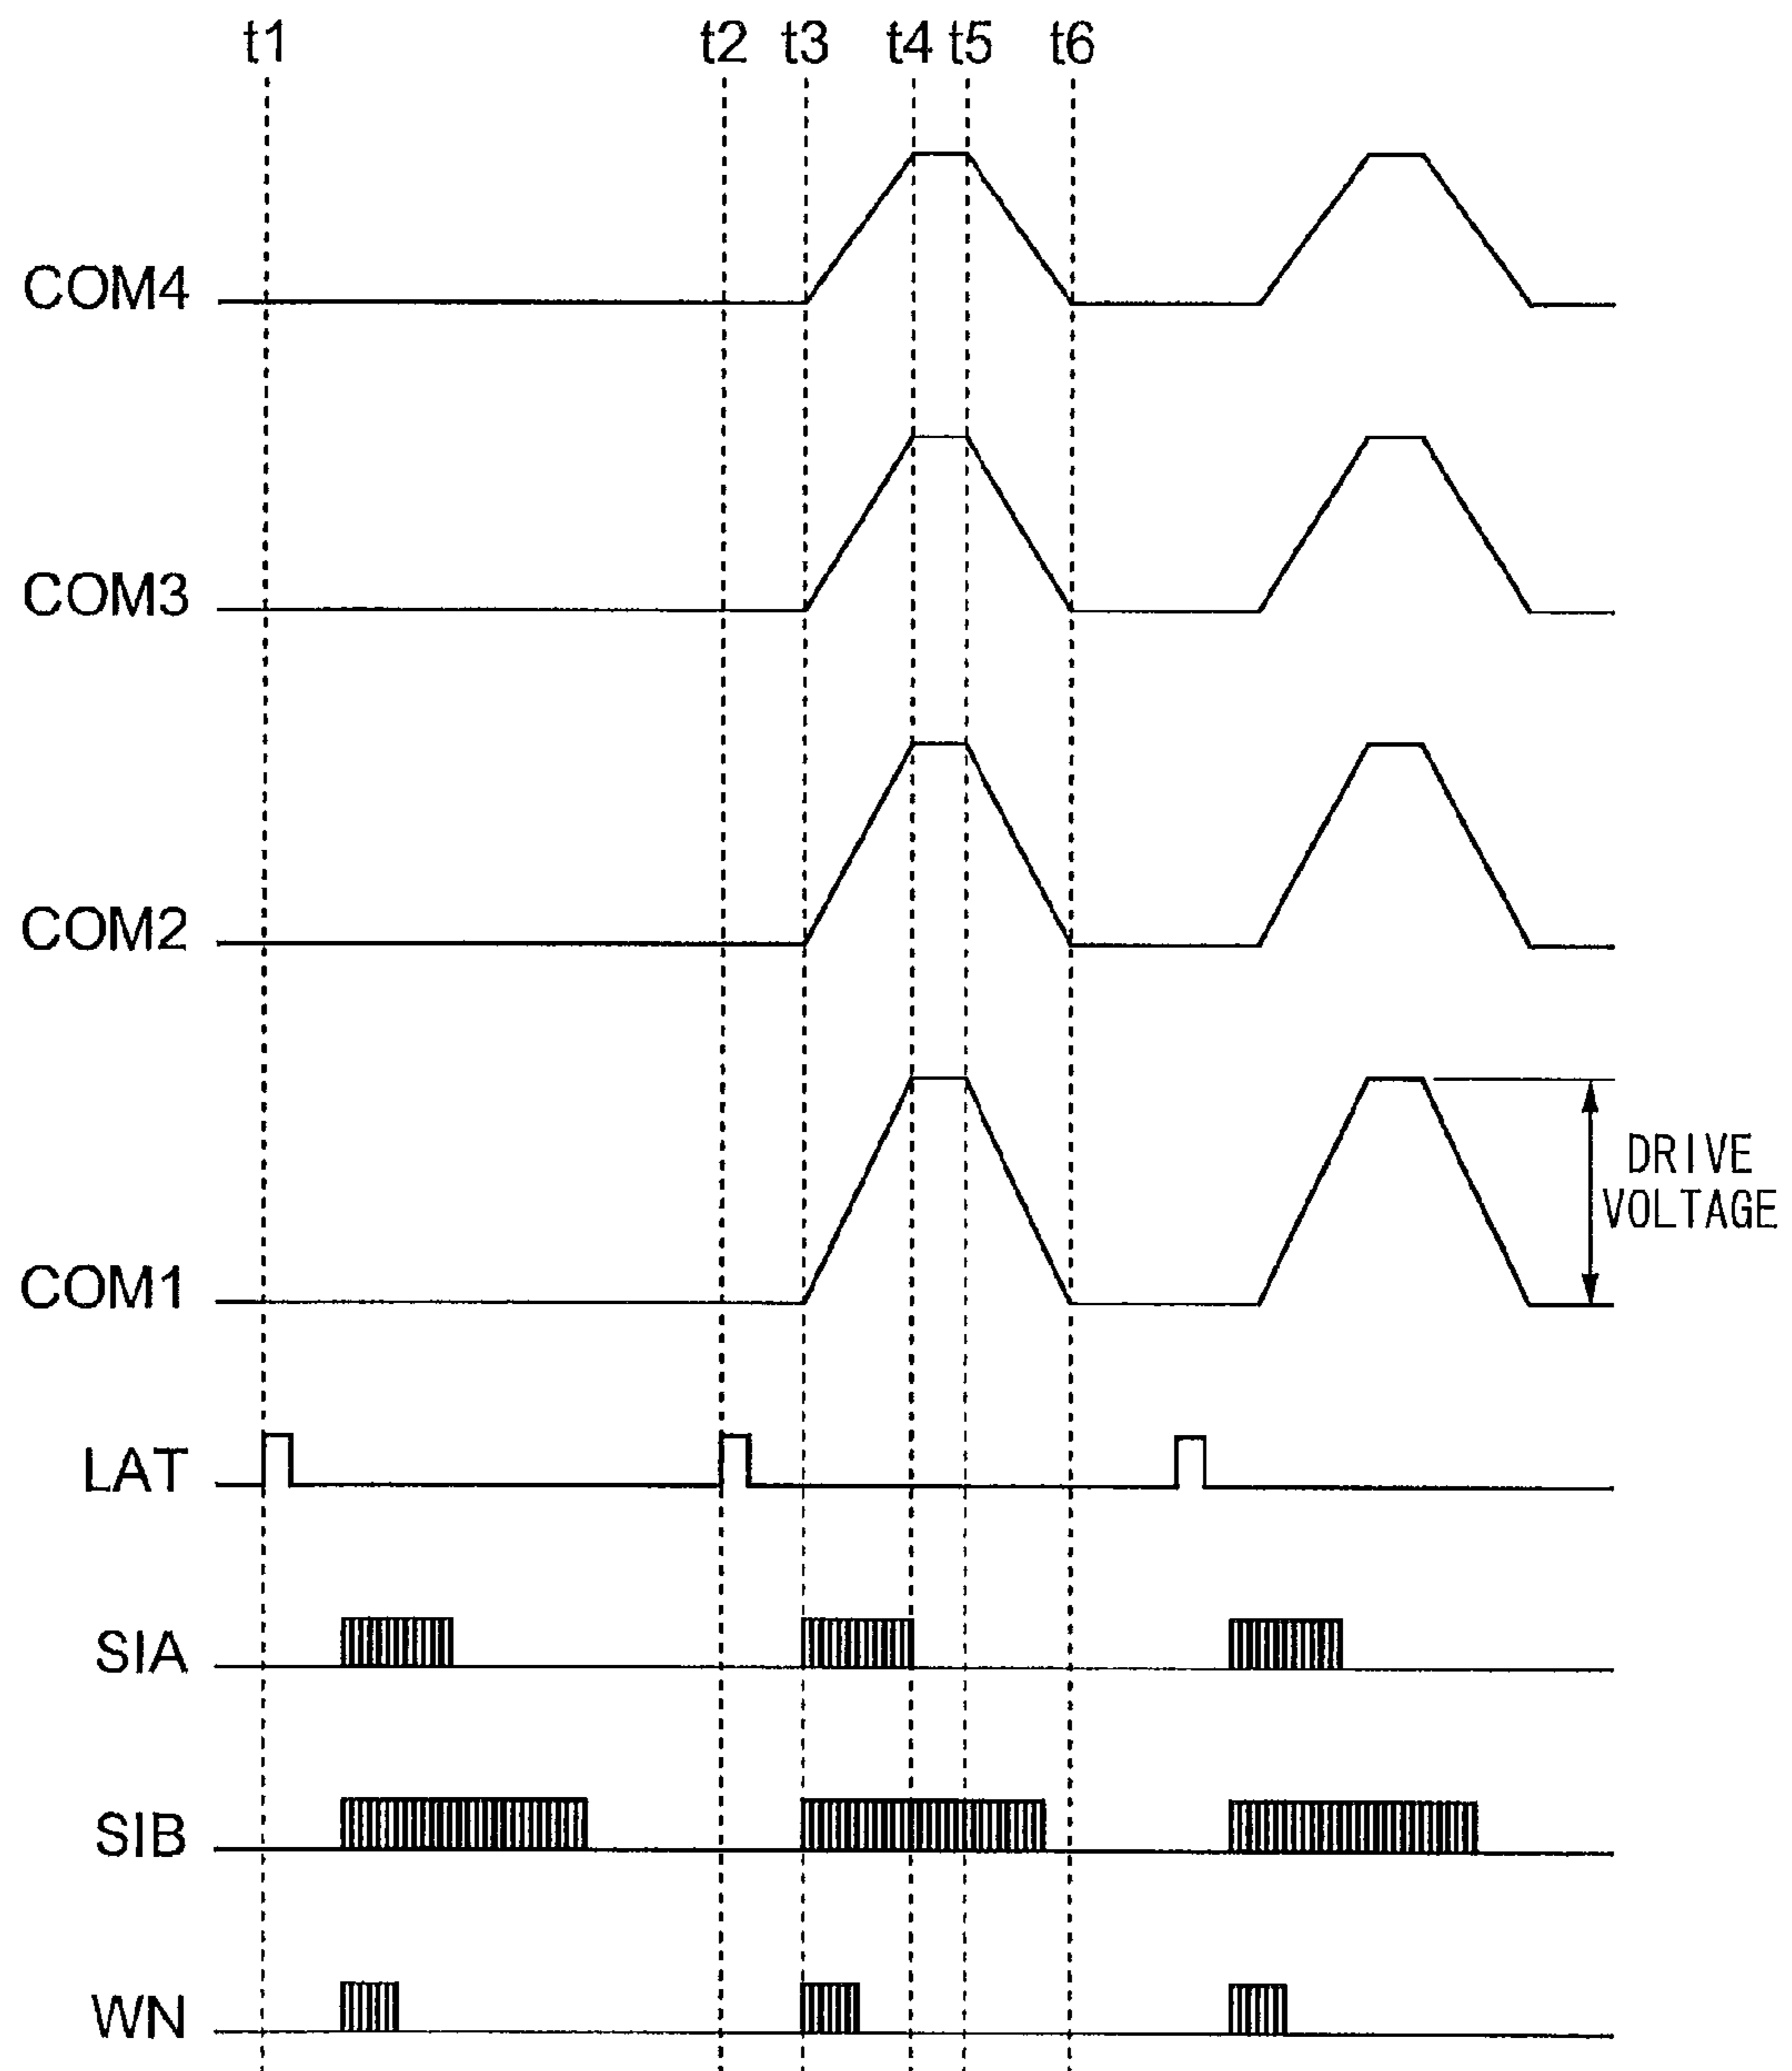 t1 t2 t3 t4 t5 t6
COM4
COM3
COM2
COM1
DRIVE
VOLTAGE
LAT
SIA
SIB
WN